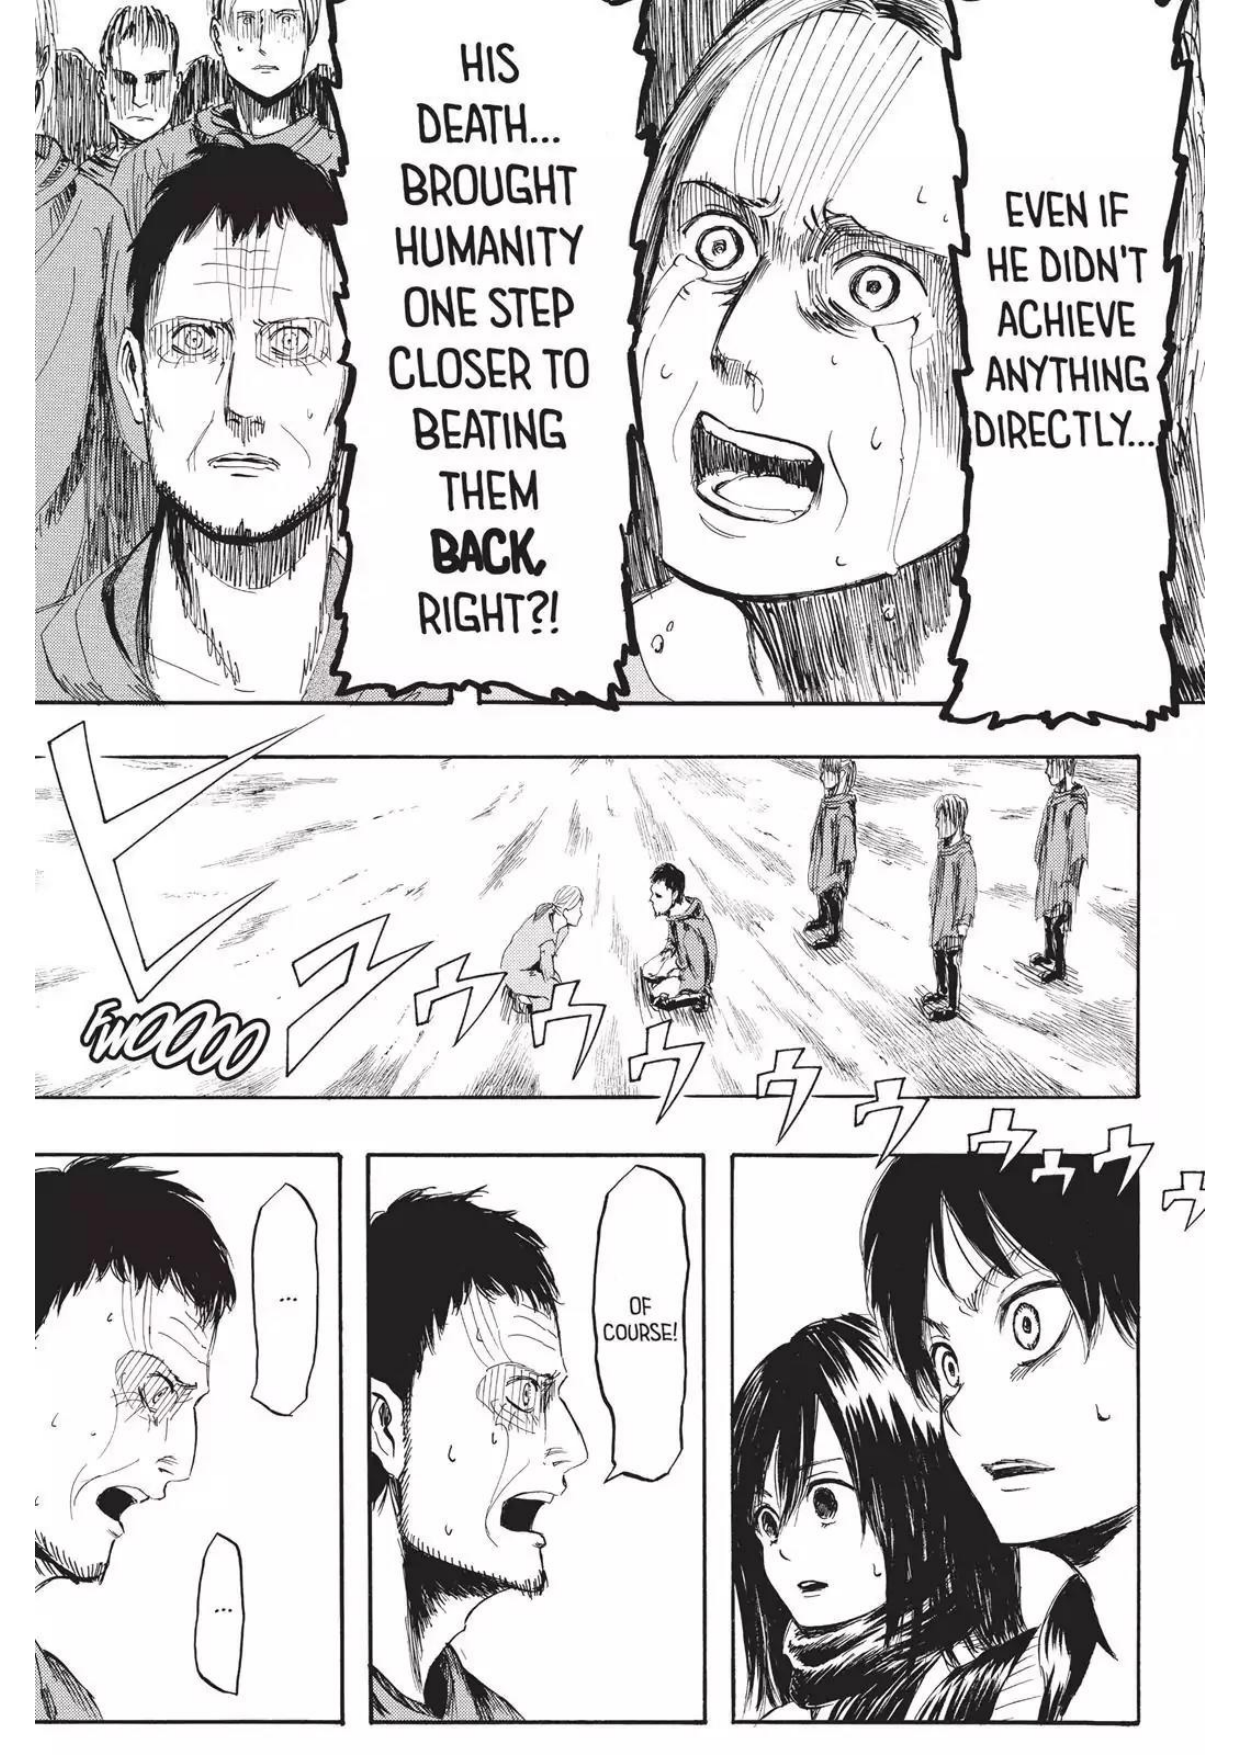 EVEN IF
HE DIDN'T
ACHIEVE
ANYTHING
DIRECTLY...
HIS
DEATH...
BROUGHT
HUMANITY
ONE STEP
CLOSER TO
BEATING
THEM
BACK,
RIGHT?!
ビュウウウウウウウウウ
FWOOOO
OF
COURSE!
...
...